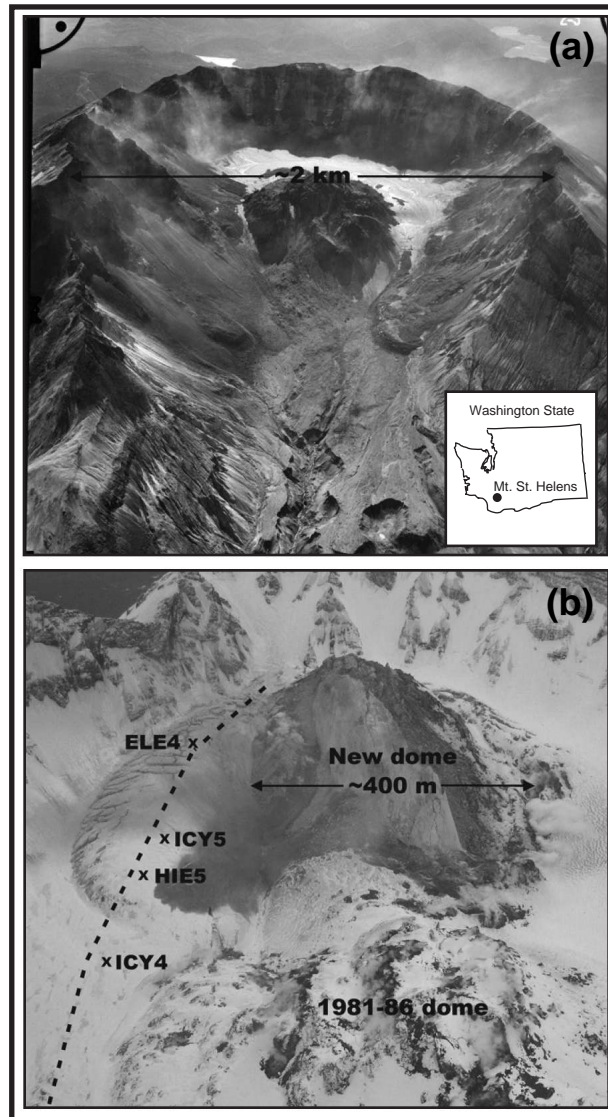 (a)
~2 km
Washington State
Mt. St. Helens
(b)
ELE4
New dome
~400 m
ICY5
HIE5
ICY4
1981-86 dome